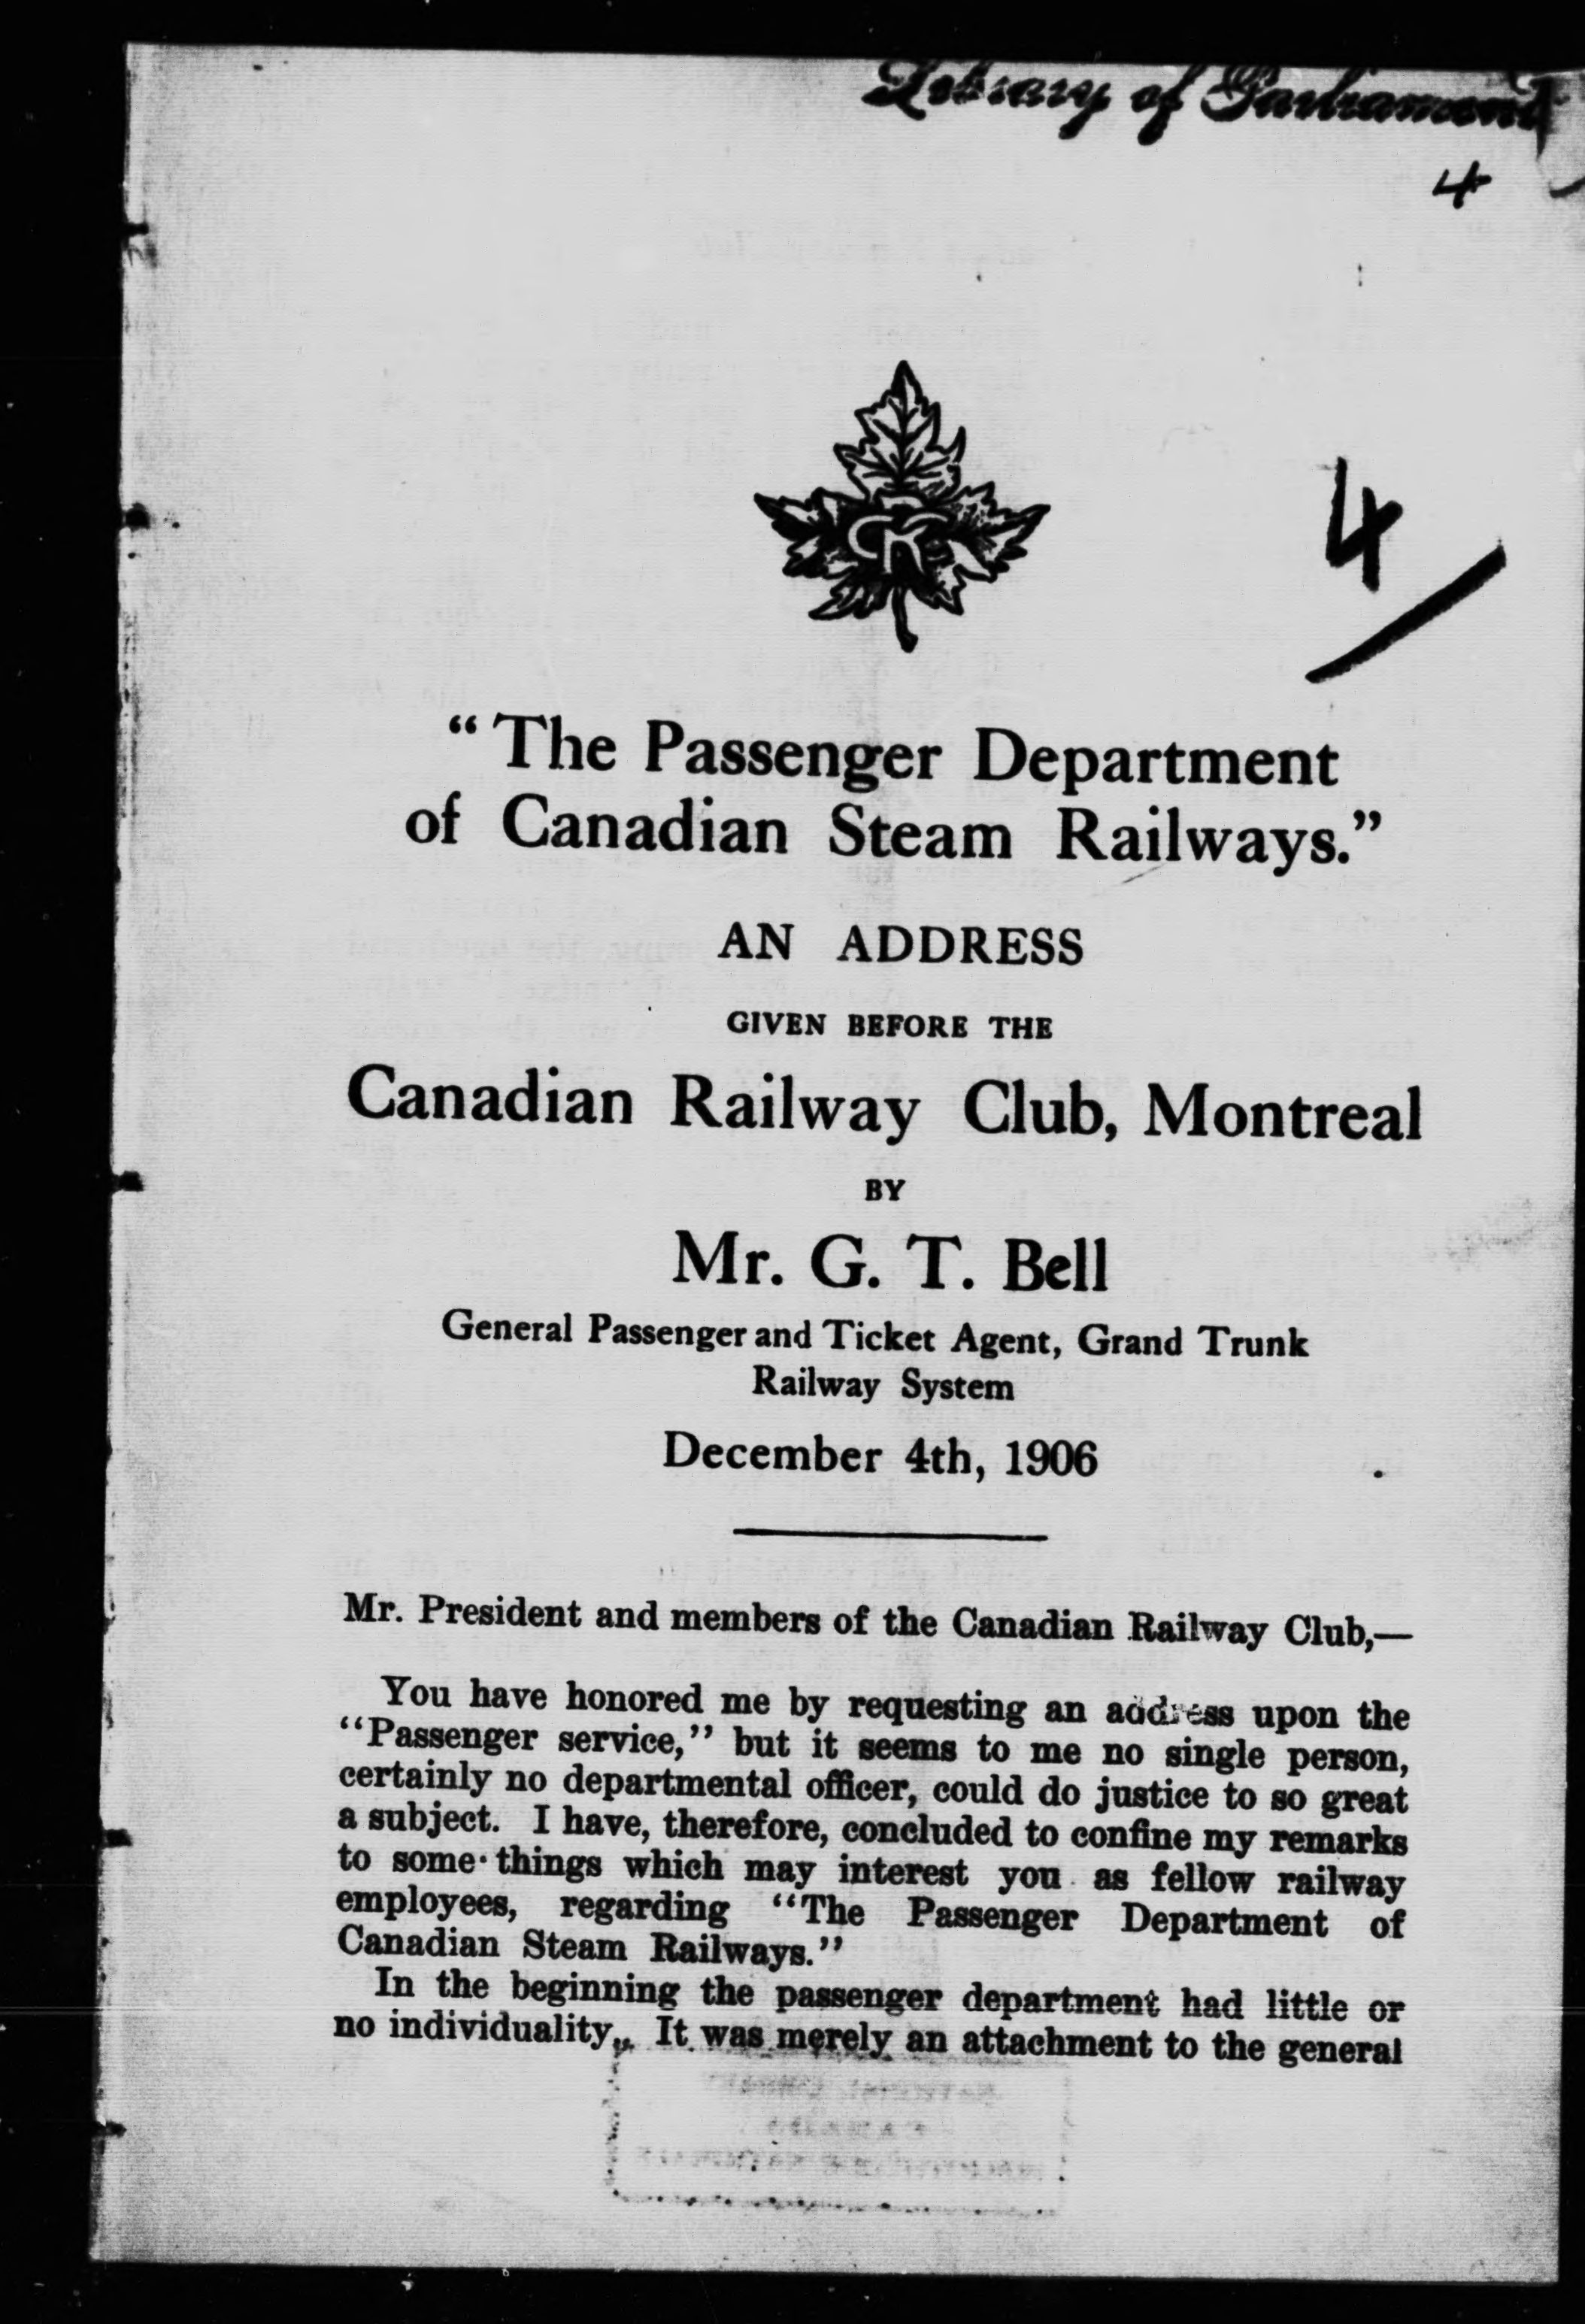 Library of Parliament
4
4
CRC
"The Passenger Department
of Canadian Steam Railways."
AN ADDRESS
GIVEN BEFORE THE
Canadian Railway Club, Montreal
BY
Mr. G. T. Bell
General Passenger and Ticket Agent, Grand Trunk
Railway System
December 4th, 1906
Mr. President and members of the Canadian Railway Club,—
You have honored me by requesting an address upon the
"Passenger service," but it seems to me no single person,
certainly no departmental officer, could do justice to so great
a subject. I have, therefore, concluded to confine my remarks
to some things which may interest you as fellow railway
employees, regarding "The Passenger Department of
Canadian Steam Railways."
In the beginning the passenger department had little or
no individuality. It was merely an attachment to the general